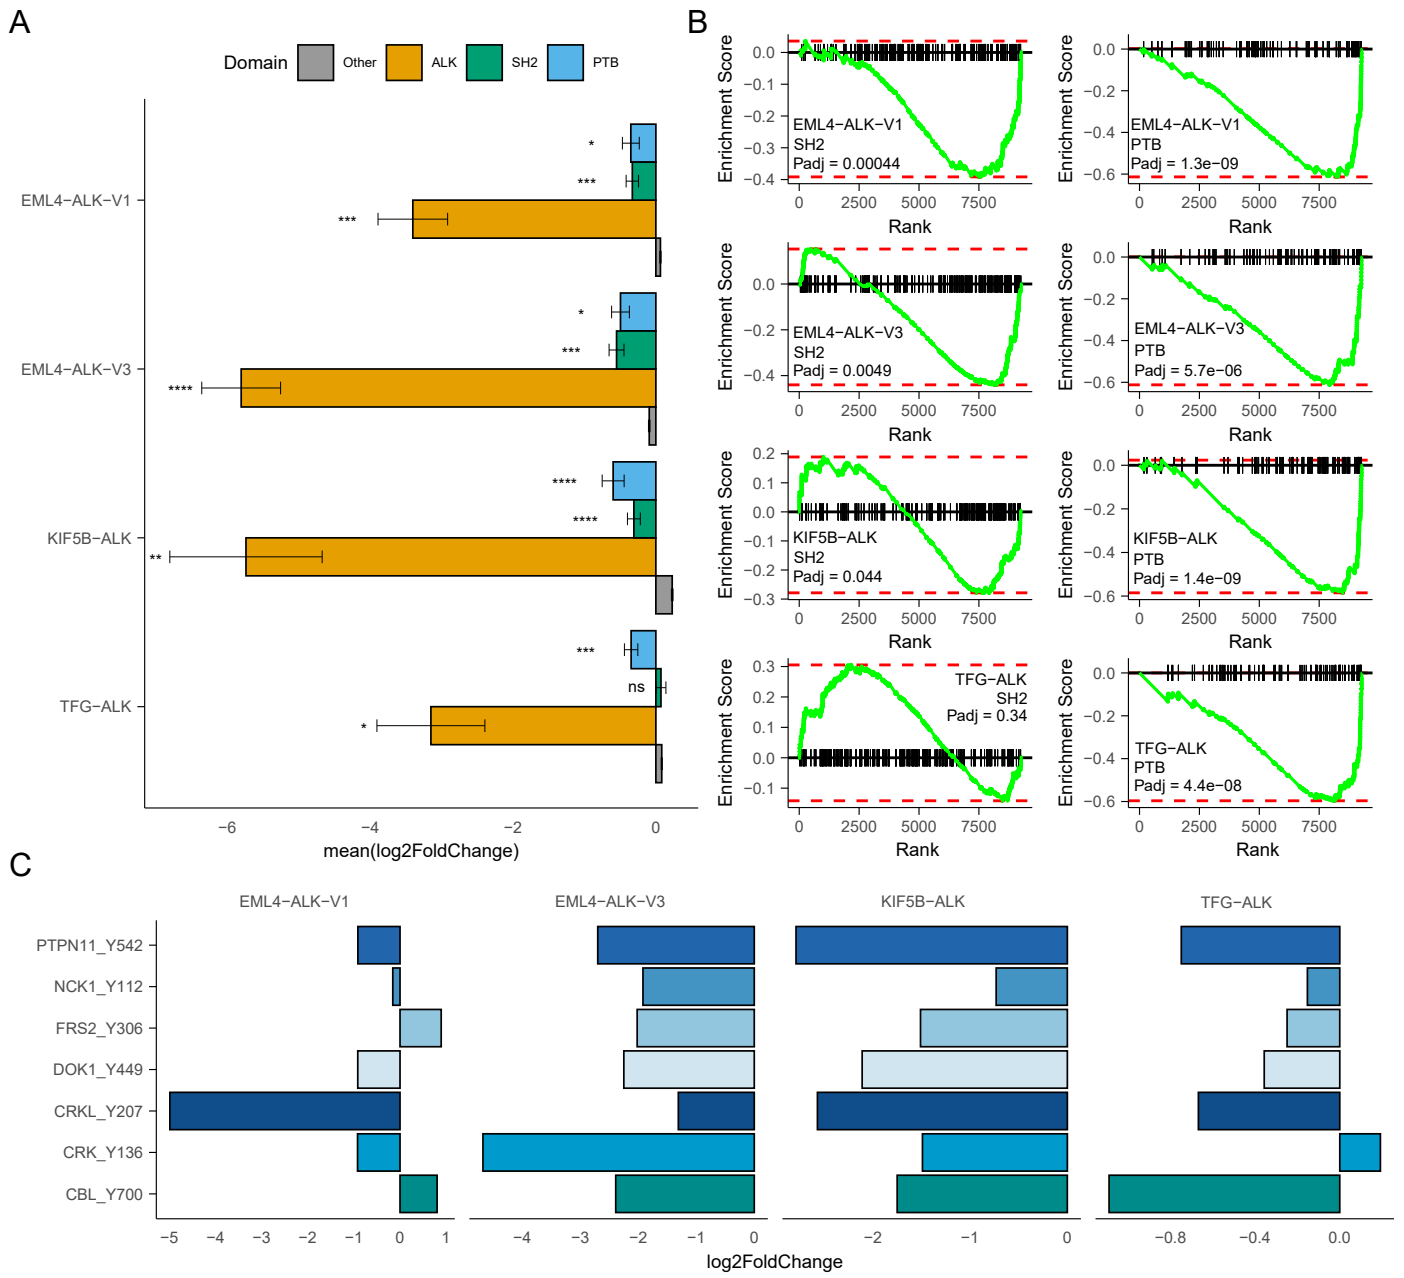 A
Domain Other ALK SH2 PTB
EML4−ALK−V1
EML4−ALK−V3
KIF5B−ALK
TFG−ALK
*
***
***
*
***
****
****
****
**
***
ns
*
−6 −4 −2 0
mean(log2FoldChange)
B
Enrichment Score
0.0
−0.1
−0.2
−0.3
−0.4
EML4−ALK−V1
SH2
Padj = 0.00044
0 2500 5000 7500
Rank
Enrichment Score
0.0
−0.2
−0.4
−0.6
EML4−ALK−V1
PTB
Padj = 1.3e−09
0 2500 5000 7500
Rank
Enrichment Score
0.0
−0.2
−0.4
EML4−ALK−V3
SH2
Padj = 0.0049
0 2500 5000 7500
Rank
Enrichment Score
0.0
−0.2
−0.4
−0.6
EML4−ALK−V3
PTB
Padj = 5.7e−06
0 2500 5000 7500
Rank
Enrichment Score
0.2
0.1
0.0
−0.1
−0.2
−0.3
KIF5B−ALK
SH2
Padj = 0.044
0 2500 5000 7500
Rank
Enrichment Score
0.0
−0.2
−0.4
−0.6
KIF5B−ALK
PTB
Padj = 1.4e−09
0 2500 5000 7500
Rank
Enrichment Score
0.3
0.2
0.1
0.0
−0.1
TFG−ALK
SH2
Padj = 0.34
0 2500 5000 7500
Rank
Enrichment Score
0.0
−0.2
−0.4
−0.6
TFG−ALK
PTB
Padj = 4.4e−08
0 2500 5000 7500
Rank
C
EML4−ALK−V1 EML4−ALK−V3 KIF5B−ALK TFG−ALK
PTPN11_Y542
NCK1_Y112
FRS2_Y306
DOK1_Y449
CRKL_Y207
CRK_Y136
CBL_Y700
−5 −4 −3 −2 −1 0 1 −4 −3 −2 −1 0 −2 −1 0 −0.8 −0.4 0.0
log2FoldChange